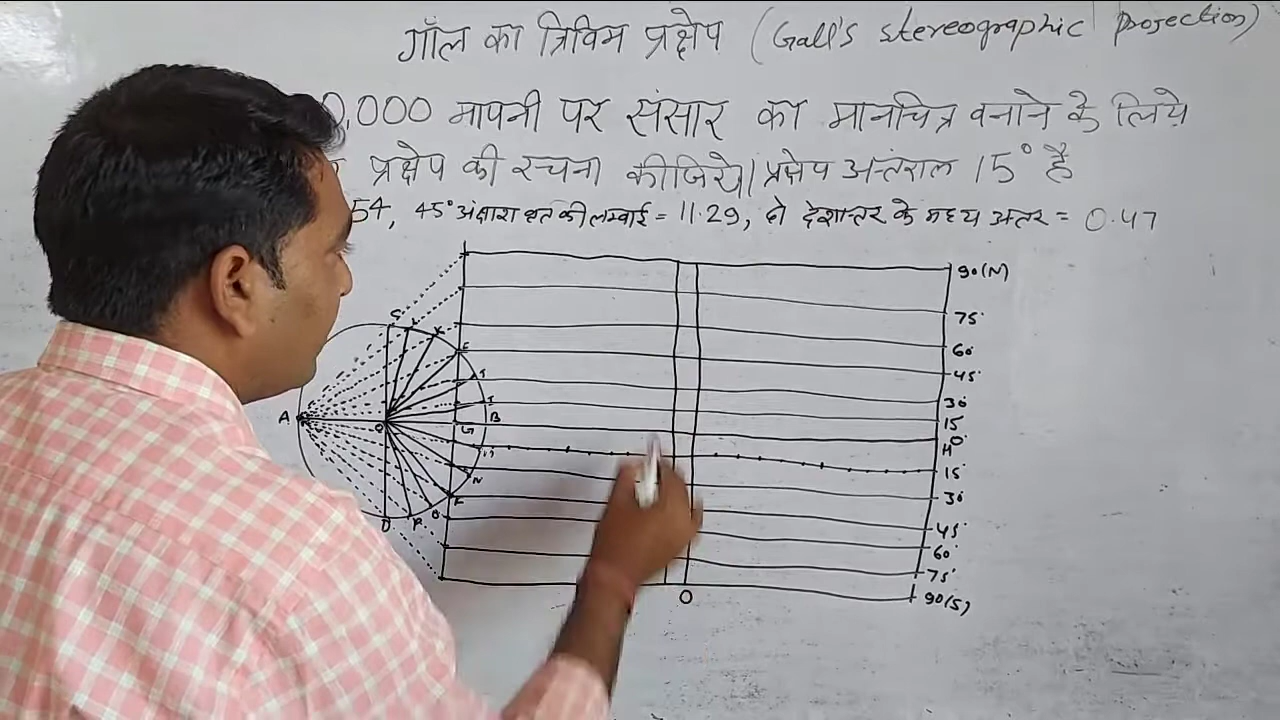 गॉल का त्रिविम प्रक्षेप (Gall's stereographic projection)
0,000 मापनी पर संसार का मानचित्र बनाने के लिये
प्रक्षेप की रचना कीजिये। प्रक्षेप अन्तराल 15° है
54, 45° अक्षांश वृत की लम्बाई = 11.29, दो देशान्तर के मध्य अंतर = 0.47
90(N)
75°
60°
45°
30°
15°
0°
15°
30°
45°
60°
75°
90(S)
A
B
G
D
N
0